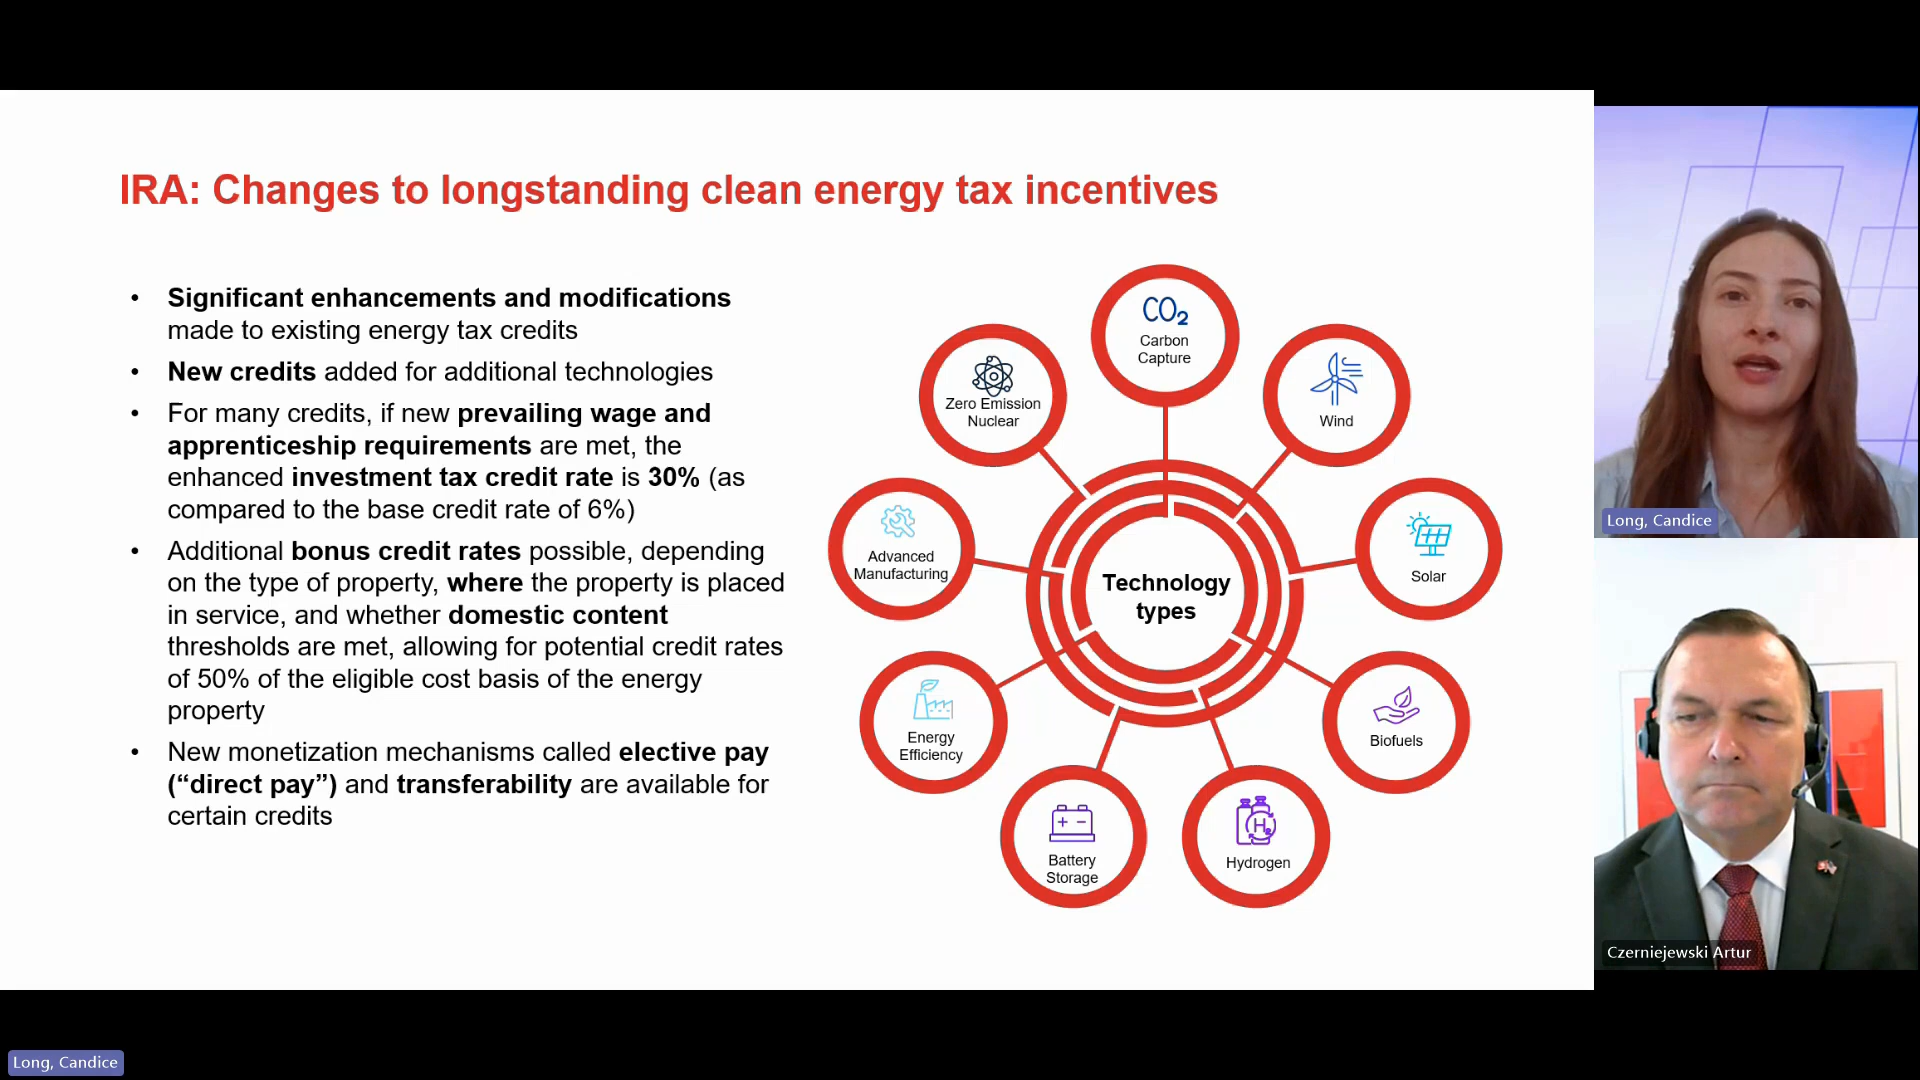 IRA: Changes to longstanding clean energy tax incentives
• Significant enhancements and modifications
made to existing energy tax credits
• New credits added for additional technologies
• For many credits, if new prevailing wage and
apprenticeship requirements are met, the
enhanced investment tax credit rate is 30% (as
compared to the base credit rate of 6%)
• Additional bonus credit rates possible, depending
on the type of property, where the property is placed
in service, and whether domestic content
thresholds are met, allowing for potential credit rates
of 50% of the eligible cost basis of the energy
property
• New monetization mechanisms called elective pay
(“direct pay”) and transferability are available for
certain credits
CO₂
Carbon
Capture
Wind
Solar
Biofuels
H₂
Hydrogen
Battery
Storage
Energy
Efficiency
Advanced
Manufacturing
Zero Emission
Nuclear
Technology
types
Long, Candice
Czerniejewski Artur
Long, Candice